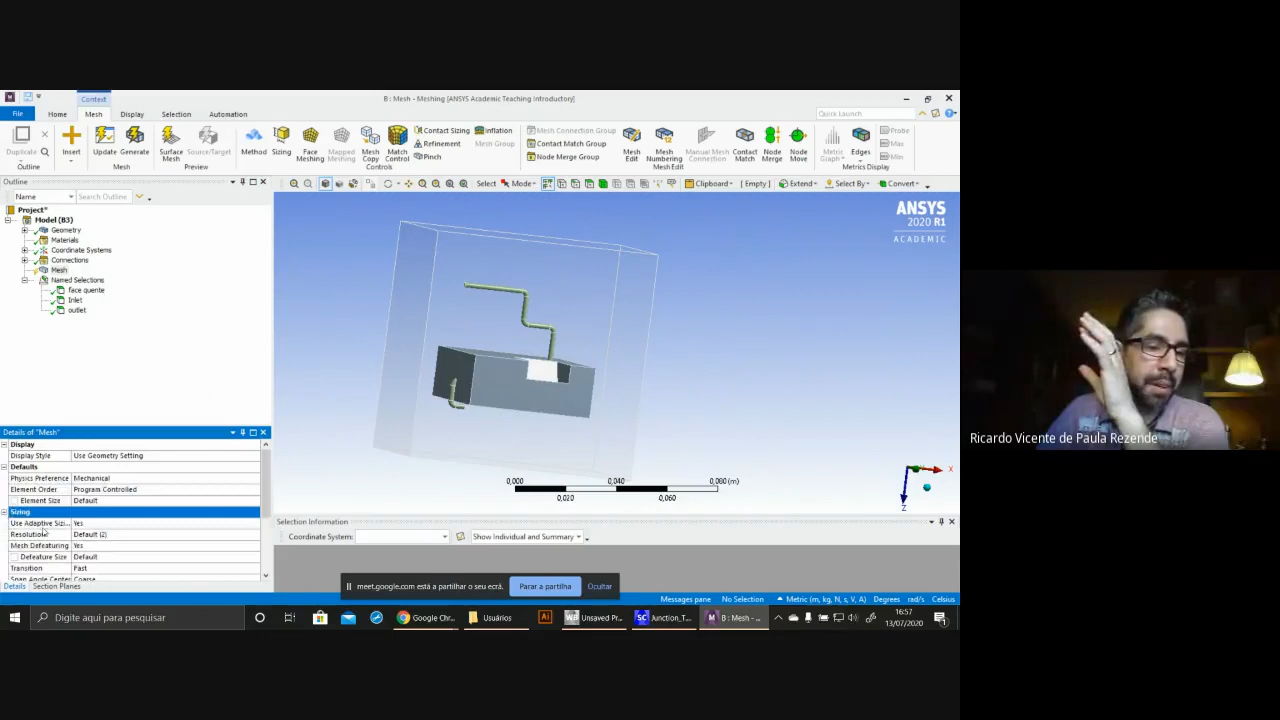 Context
B : Mesh - Meshing [ANSYS Academic Teaching Introductory]
File Home Mesh Display Selection Automation
Quick Launch
Duplicate
Outline
Insert
Update Generate
Mesh
Surface Mesh
Source/Target
Preview
Method Sizing Face Meshing Mapped Meshing Mesh Copy Match Control
Contact Sizing Inflation
Refinement Mesh Group
Pinch
Controls
Mesh Connection Group
Contact Match Group
Node Merge Group
Mesh Edit Mesh Numbering Manual Mesh Connection Contact Match Node Merge Node Move
Mesh Edit
Mesh Graph Edges
Probe
Max
Min
Metrics Display
Outline
Name Search Outline
Select Mode Clipboard [ Empty ] Extend Select By Convert
Project*
Model (B3)
Geometry
Materials
Coordinate Systems
Connections
Mesh
Named Selections
face quente
Inlet
outlet
ANSYS
2020 R1
ACADEMIC
0,000 0,040 0,080 (m)
0,020 0,060
X
Z
Details of "Mesh"
Display
Display Style Use Geometry Setting
Defaults
Physics Preference Mechanical
Element Order Program Controlled
Element Size Default
Sizing
Use Adaptive Sizi... Yes
Resolution Default (2)
Mesh Defeaturing Yes
Defeature Size Default
Transition Fast
Span Angle Center Coarse
Details Section Planes
Selection Information
Coordinate System: Show Individual and Summary
meet.google.com está a partilhar o seu ecrã. Parar a partilha Ocultar
Messages pane No Selection Metric (m, kg, N, s, V, A) Degrees rad/s Celsius
Digite aqui para pesquisar
Ai
Google Chr...
Usuários
WB Unsaved Pr...
SC Junction_T...
M B : Mesh - ...
16:57
13/07/2020
Ricardo Vicente de Paula Rezende